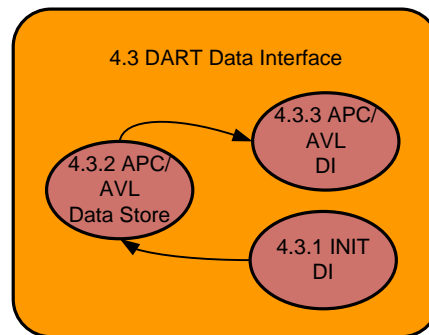 4.3 DART Data Interface
4.3.3 APC/
AVL
DI
4.3.2 APC/
AVL
Data Store
4.3.1 INIT
DI